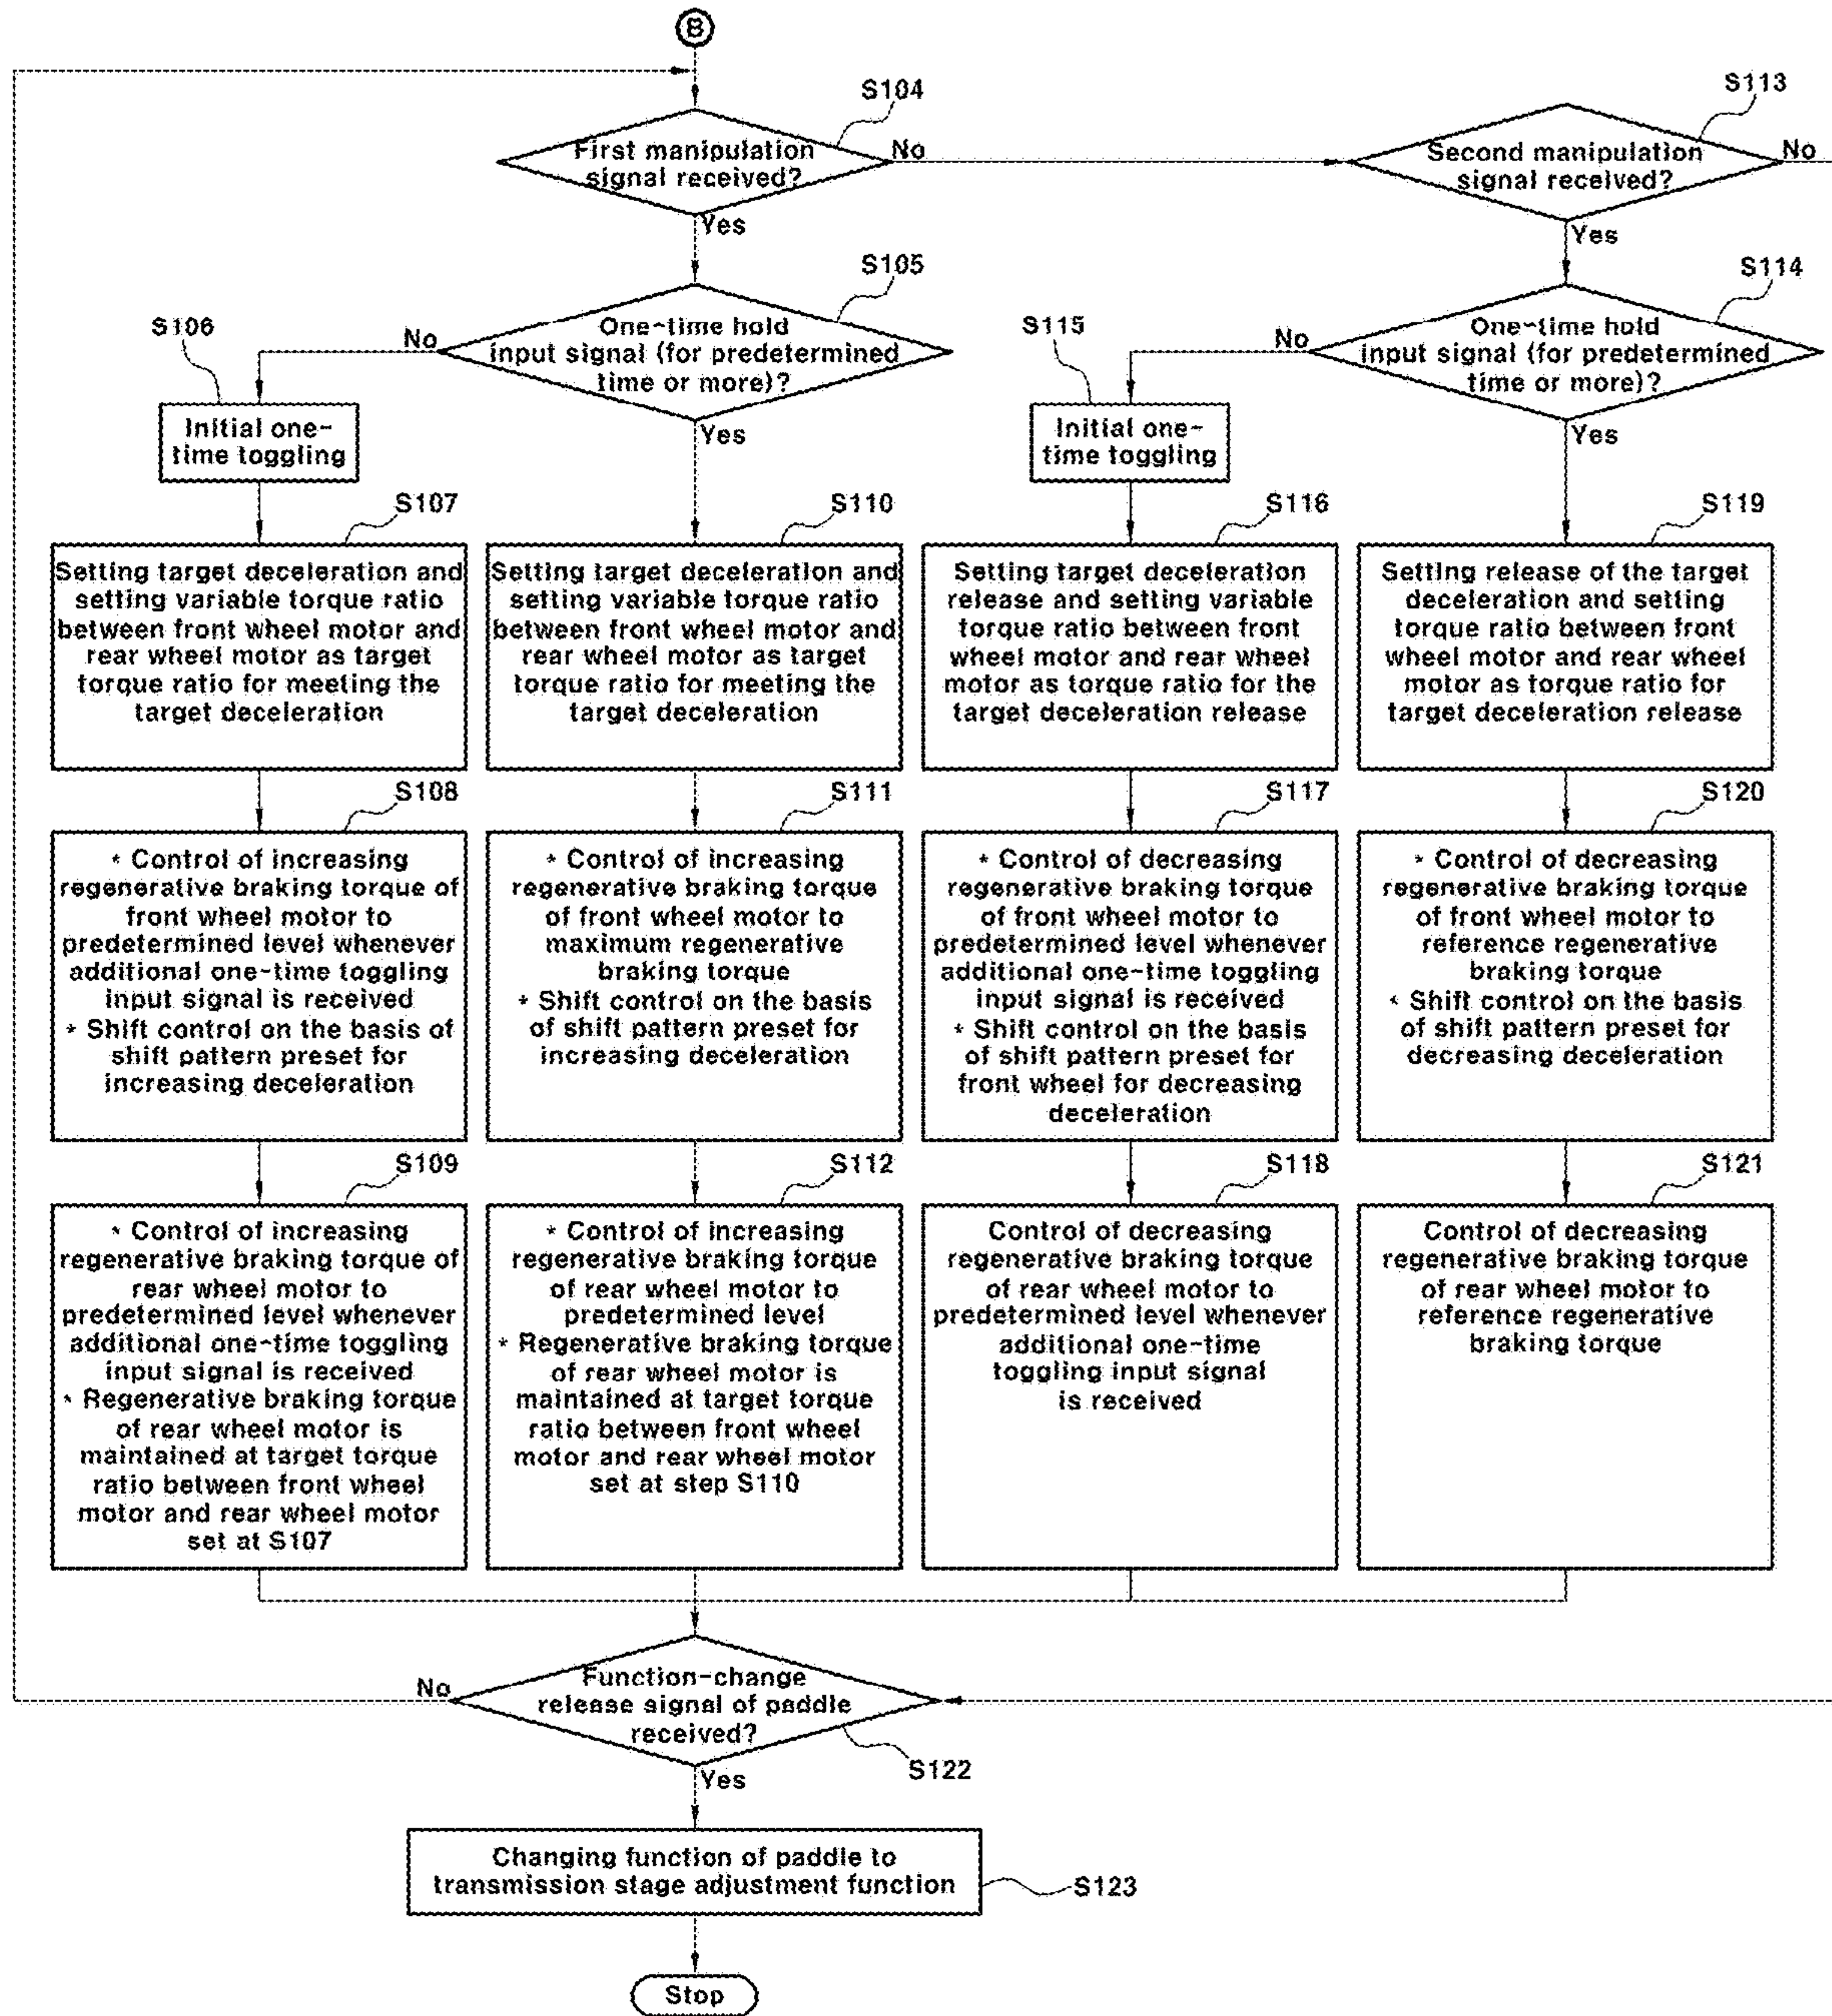 B
S104
First manipulation
signal received?
No
Yes
S113
Second manipulation
signal received?
No
Yes
S105
One-time hold
input signal (for predetermined
time or more)?
No
Yes
S114
One-time hold
input signal (for predetermined
time or more)?
No
Yes
S106
Initial one-
time toggling
S115
Initial one-
time toggling
S107
Setting target deceleration and
setting variable torque ratio
between front wheel motor and
rear wheel motor as target
torque ratio for meeting the
target deceleration
S110
Setting target deceleration and
setting variable torque ratio
between front wheel motor and
rear wheel motor as target
torque ratio for meeting the
target deceleration
S116
Setting target deceleration
release and setting variable
torque ratio between front
wheel motor and rear wheel
motor as torque ratio for the
target deceleration release
S119
Setting release of the target
deceleration and setting
torque ratio between front
wheel motor and rear wheel
motor as torque ratio for
target deceleration release
S108
* Control of increasing
regenerative braking torque of
front wheel motor to
predetermined level whenever
additional one-time toggling
input signal is received
* Shift control on the basis of
shift pattern preset for
increasing deceleration
S111
* Control of increasing
regenerative braking torque
of front wheel motor to
maximum regenerative
braking torque
* Shift control on the basis
of shift pattern preset for
increasing deceleration
S117
* Control of decreasing
regenerative braking torque
of front wheel motor to
predetermined level whenever
additional one-time toggling
input signal is received
* Shift control on the basis
of shift pattern preset for
front wheel for decreasing
deceleration
S120
* Control of decreasing
regenerative braking torque
of front wheel motor to
reference regenerative
braking torque
* Shift control on the basis
of shift pattern preset for
decreasing deceleration
S109
* Control of increasing
regenerative braking torque of
rear wheel motor to
predetermined level whenever
additional one-time toggling
input signal is received
* Regenerative braking torque
of rear wheel motor is
maintained at target torque
ratio between front wheel
motor and rear wheel motor
set at S107
S112
* Control of increasing
regenerative braking torque
of rear wheel motor to
predetermined level
* Regenerative braking torque
of rear wheel motor is
maintained at target torque
ratio between front wheel
motor and rear wheel motor
set at step S110
S118
Control of decreasing
regenerative braking torque
of rear wheel motor to
predetermined level whenever
additional one-time
toggling input signal
is received
S121
Control of decreasing
regenerative braking torque
of rear wheel motor to
reference regenerative
braking torque
Function-change
release signal of paddle
received?
No
S122
Yes
Changing function of paddle to
transmission stage adjustment function
S123
Stop